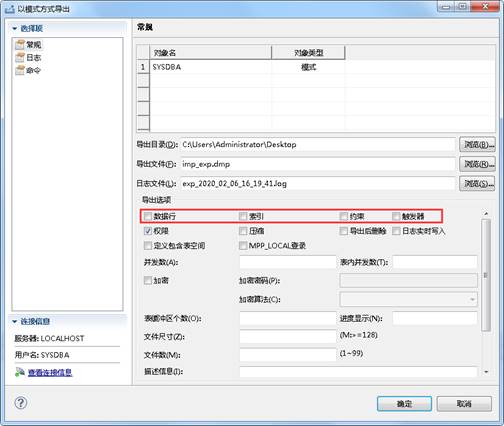 以模式方式导出
选择项
常规
日志
命令
常规
对象名 对象类型
1 SYSDBA 模式
导出目录(D): C:\Users\Administrator\Desktop 浏览(B)...
导出文件(F): imp_exp.dmp 浏览(R)...
日志文件(L): exp_2020_02_06_16_19_41.log 浏览(S)...
导出选项
数据行 索引 约束 触发器
权限 压缩 导出后删除 日志实时写入
定义包含表空间 MPP_LOCAL登录
并发数(A): 表内并发数(T):
加密 加密密码(P):
加密算法(C):
表缓冲区个数(O): 进度显示(N):
文件尺寸(Z): (M:>=128)
文件数(M): (1~99)
描述信息(I):
连接信息
服务器: LOCALHOST
用户名: SYSDBA
查看连接信息
确定 取消